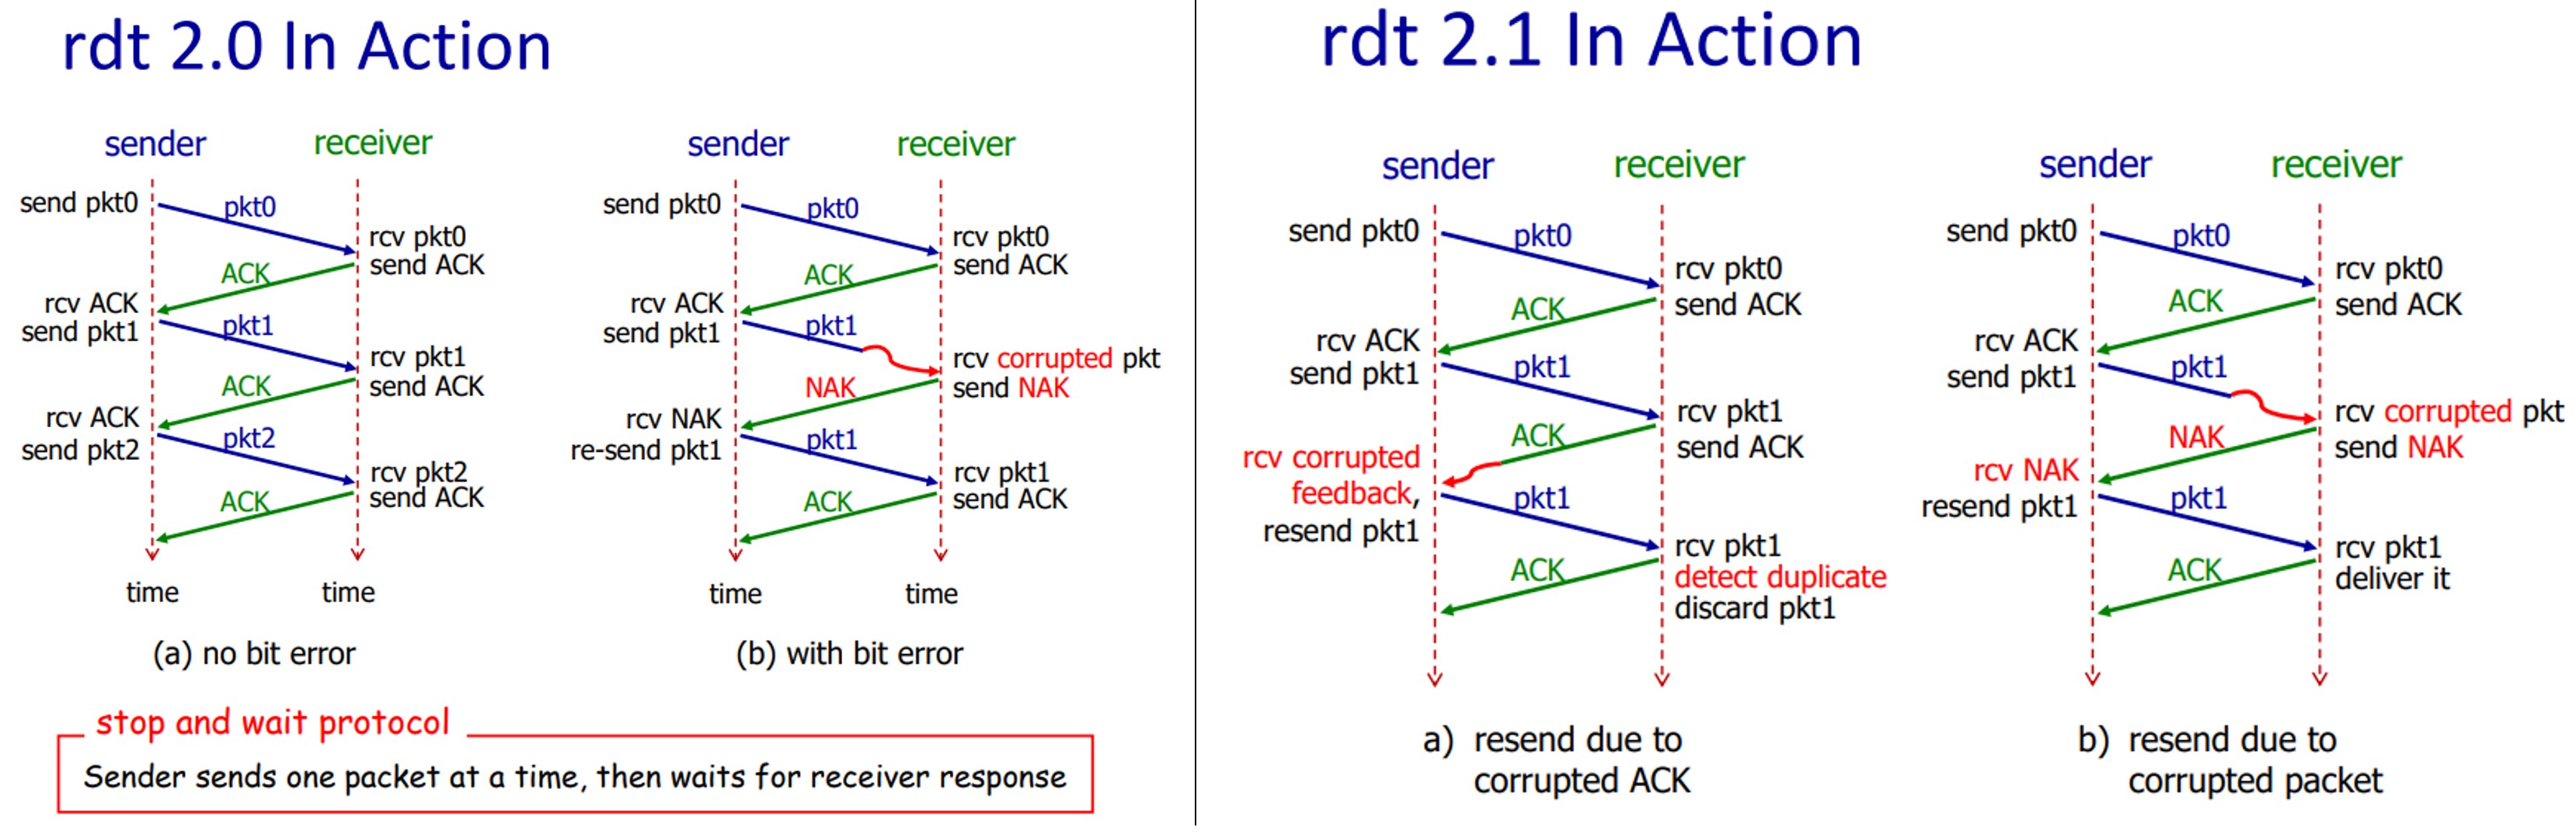 rdt 2.0 In Action
sender
receiver
send pkt0
pkt0
rcv pkt0
send ACK
ACK
rcv ACK
send pkt1
pkt1
rcv pkt1
send ACK
ACK
rcv ACK
send pkt2
pkt2
rcv pkt2
send ACK
ACK
time
time
(a) no bit error
sender
receiver
send pkt0
pkt0
rcv pkt0
send ACK
ACK
rcv ACK
send pkt1
pkt1
rcv corrupted pkt
send NAK
NAK
rcv NAK
re-send pkt1
pkt1
rcv pkt1
send ACK
ACK
time
time
(b) with bit error
stop and wait protocol
Sender sends one packet at a time, then waits for receiver response
rdt 2.1 In Action
sender
receiver
send pkt0
pkt0
rcv pkt0
send ACK
ACK
rcv ACK
send pkt1
pkt1
rcv pkt1
send ACK
ACK
rcv corrupted
feedback,
resend pkt1
pkt1
rcv pkt1
detect duplicate
discard pkt1
ACK
a) resend due to
corrupted ACK
sender
receiver
send pkt0
pkt0
rcv pkt0
send ACK
ACK
rcv ACK
send pkt1
pkt1
rcv corrupted pkt
send NAK
NAK
rcv NAK
resend pkt1
pkt1
rcv pkt1
deliver it
ACK
b) resend due to
corrupted packet